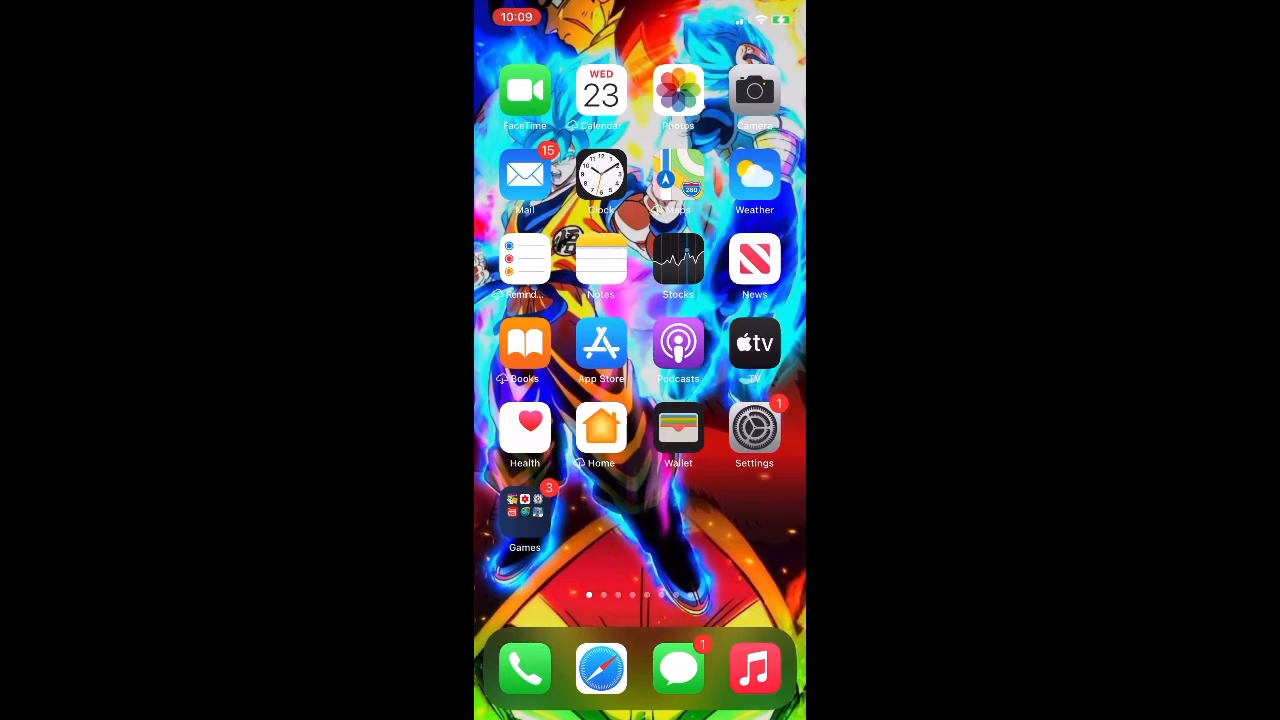 10:09
WED
23
FaceTime
Calendar
Photos
Camera
15
Mail
Clock
Maps
280
Weather
Remind...
Notes
Stocks
News
tv
Books
App Store
Podcasts
TV
1
Health
Home
Wallet
Settings
3
Games
1